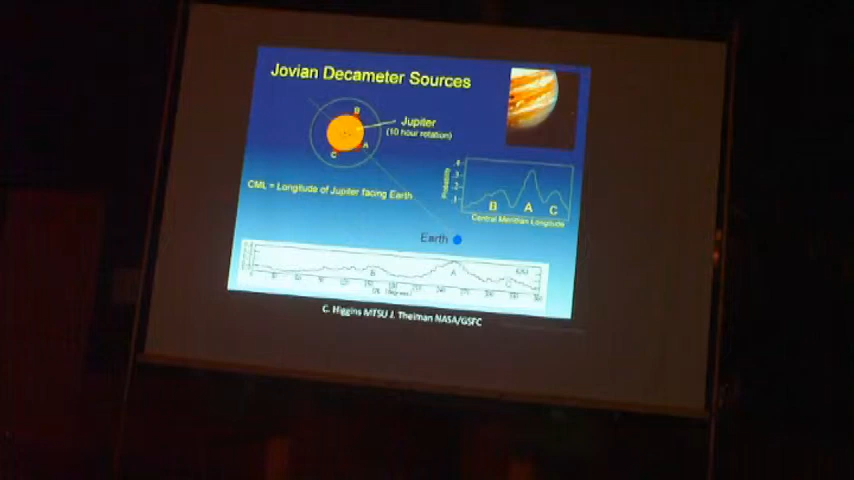 Jovian Decameter Sources
B
Jupiter
(10 hour rotation)
A
C
CML = Longitude of Jupiter facing Earth
Probability
B A C
Central Meridian Longitude
Earth
B A C
C. Higgins MTSU J. Thieman NASA/GSFC